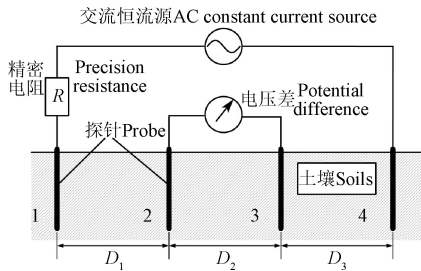 交流恒流源AC constant current source
精密
电阻
Precision
resistance
R
电压差
Potential
difference
探针Probe
土壤Soils
1
2
3
4
D1
D2
D3